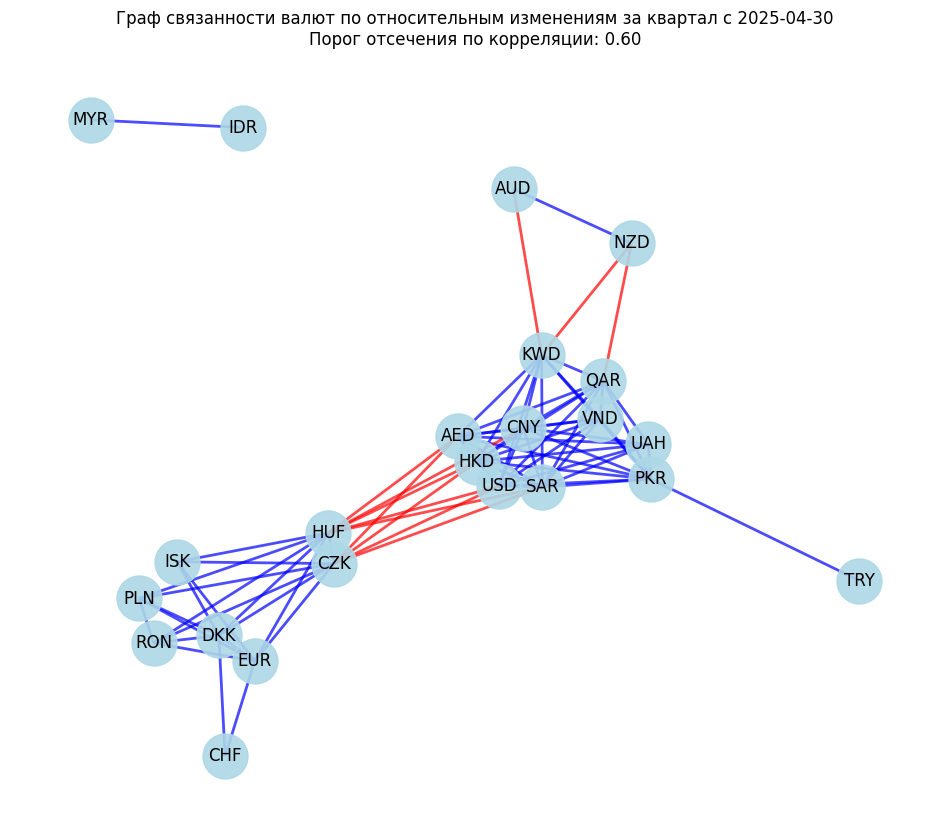 Граф связанности валют по относительным изменениям за квартал с 2025-04-30
Порог отсечения по корреляции: 0.60
MYR
IDR
AUD
NZD
KWD
QAR
VND
CNY
AED
UAH
HKD
PKR
USD
SAR
HUF
ISK
CZK
TRY
PLN
DKK
RON
EUR
CHF